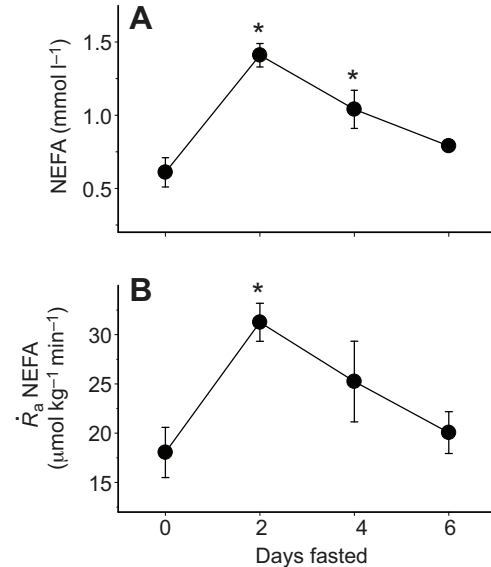 A
*
*
1.5
1.0
0.5
NEFA (mmol l⁻¹)
B
*
30
25
20
15
Ṙa NEFA
(μmol kg⁻¹ min⁻¹)
0 2 4 6
Days fasted